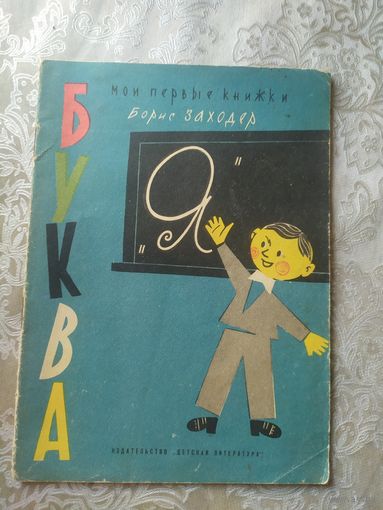 мои первые книжки
Борис ЗАХОДЕР
БУКВА
„Я"
ИЗДАТЕЛЬСТВО „ДЕТСКАЯ ЛИТЕРАТУРА"